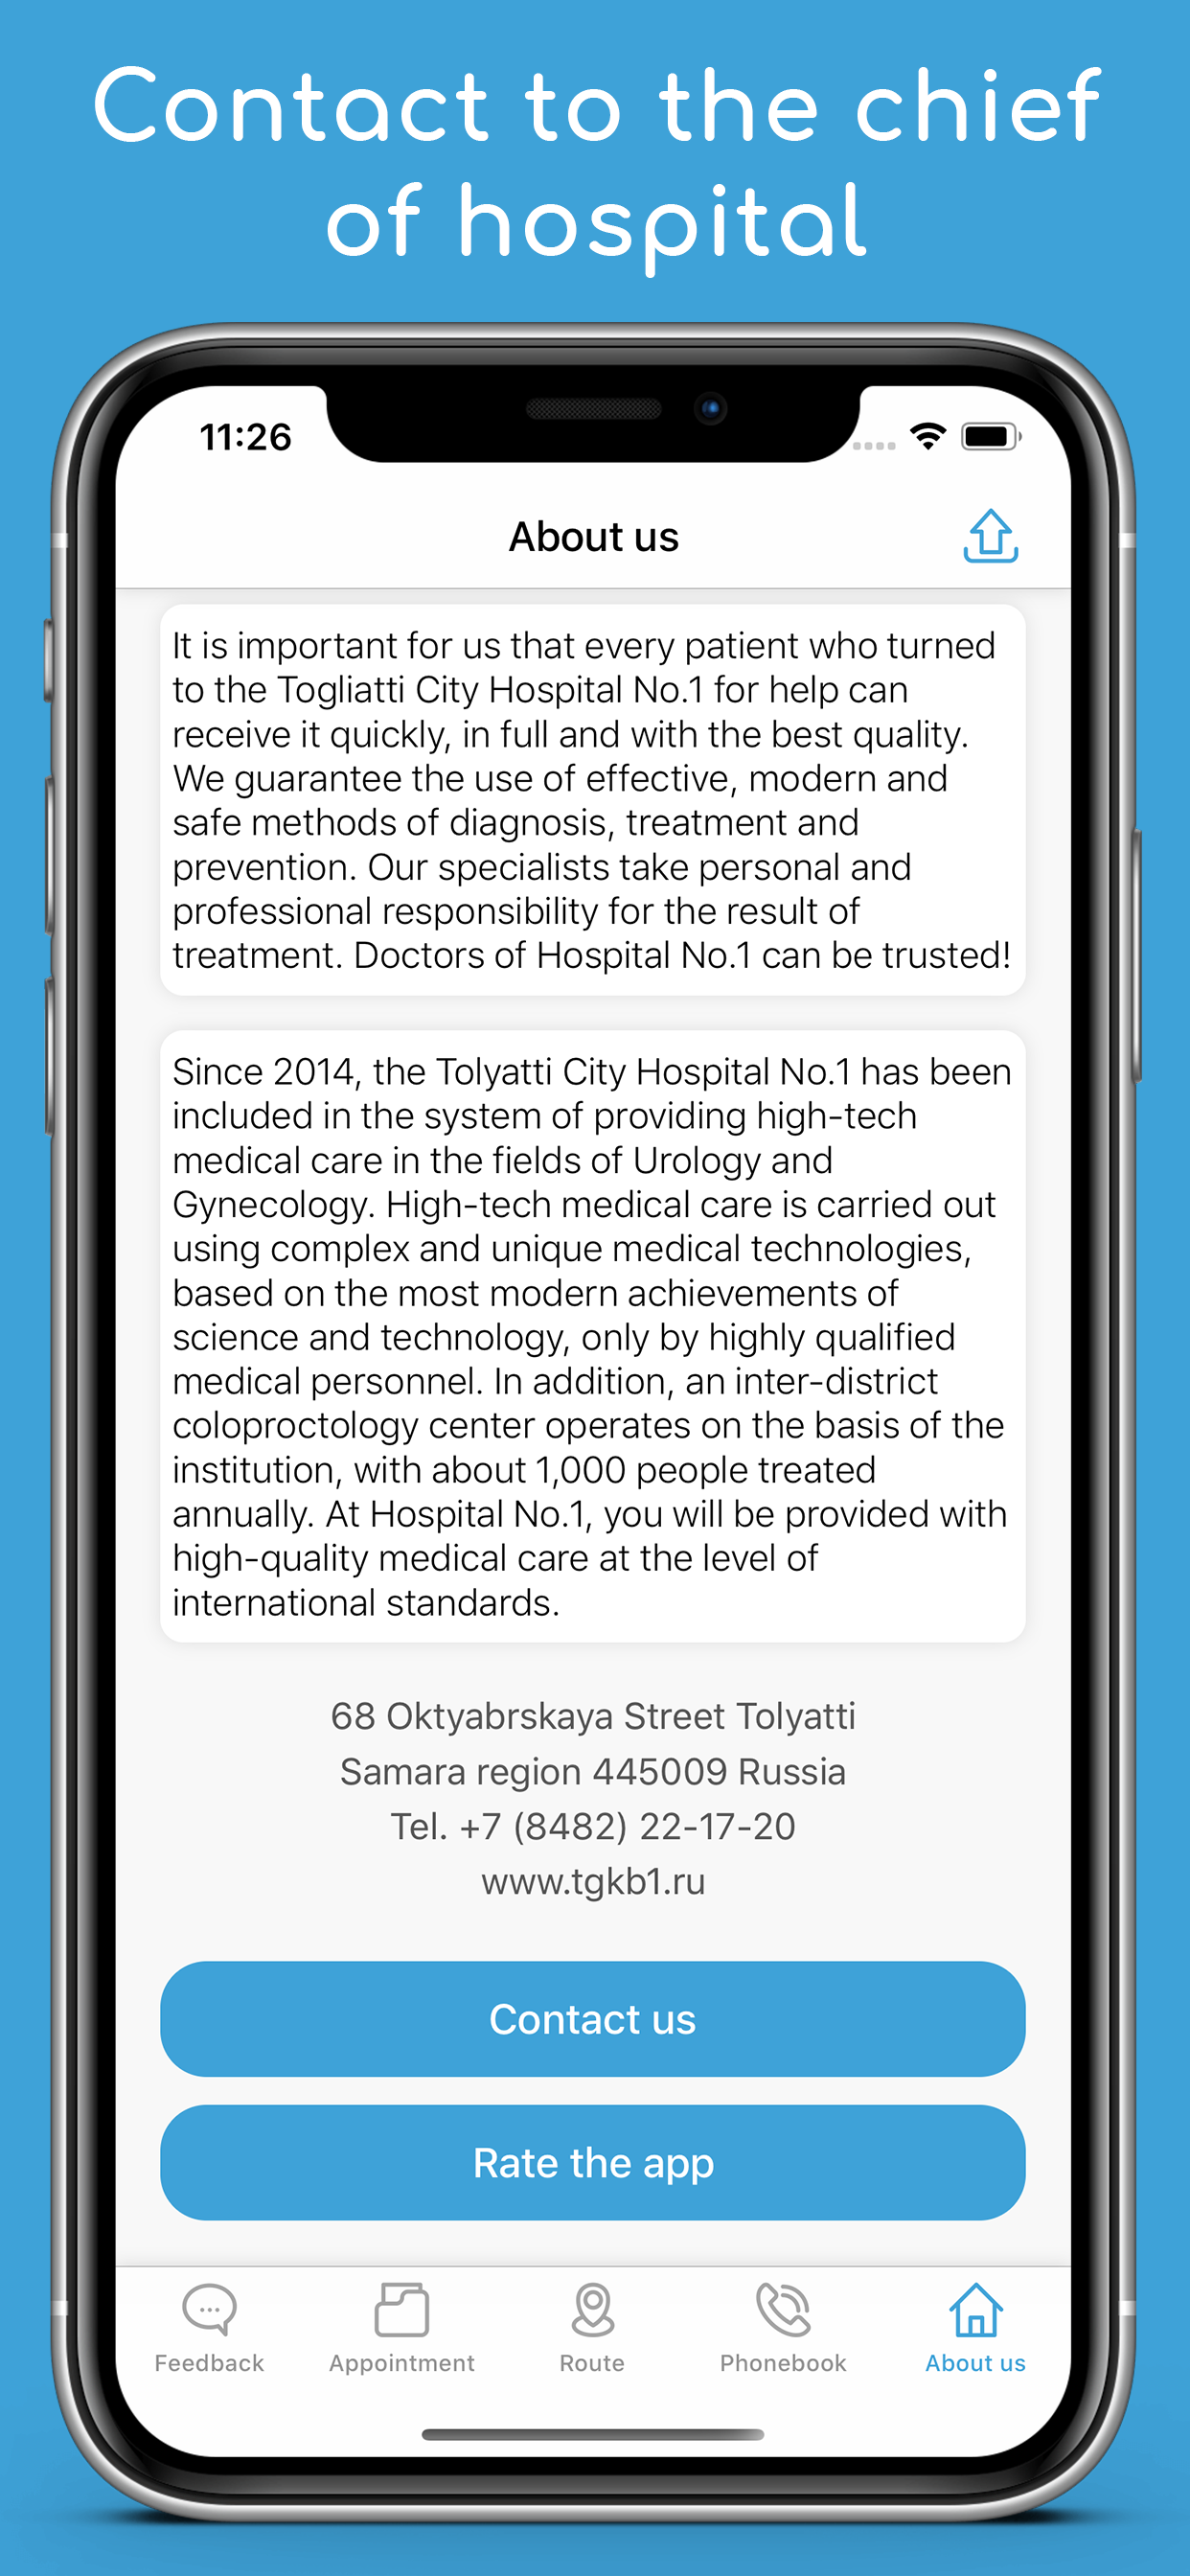 Contact to the chief
of hospital
11:26
About us
It is important for us that every patient who turned
to the Togliatti City Hospital No.1 for help can
receive it quickly, in full and with the best quality.
We guarantee the use of effective, modern and
safe methods of diagnosis, treatment and
prevention. Our specialists take personal and
professional responsibility for the result of
treatment. Doctors of Hospital No.1 can be trusted!
Since 2014, the Tolyatti City Hospital No.1 has been
included in the system of providing high-tech
medical care in the fields of Urology and
Gynecology. High-tech medical care is carried out
using complex and unique medical technologies,
based on the most modern achievements of
science and technology, only by highly qualified
medical personnel. In addition, an inter-district
coloproctology center operates on the basis of the
institution, with about 1,000 people treated
annually. At Hospital No.1, you will be provided with
high-quality medical care at the level of
international standards.
68 Oktyabrskaya Street Tolyatti
Samara region 445009 Russia
Tel. +7 (8482) 22-17-20
www.tgkb1.ru
Contact us
Rate the app
Feedback Appointment Route Phonebook About us